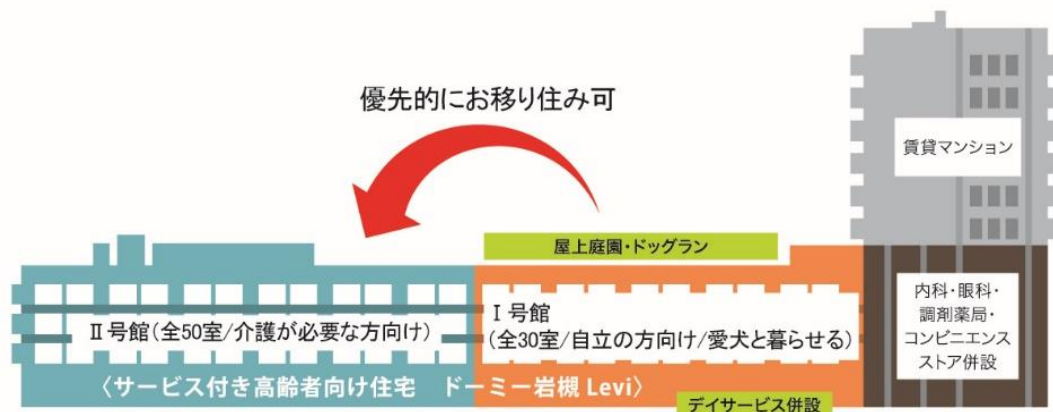 優先的にお移り住み可
賃貸マンション
屋上庭園・ドッグラン
Ⅱ号館(全50室/介護が必要な方向け)
Ⅰ号館
(全30室/自立の方向け/愛犬と暮らせる)
内科・眼科・
調剤薬局・
コンビニエンス
ストア併設
〈サービス付き高齢者向け住宅　ドーミー岩槻 Levi〉
デイサービス併設